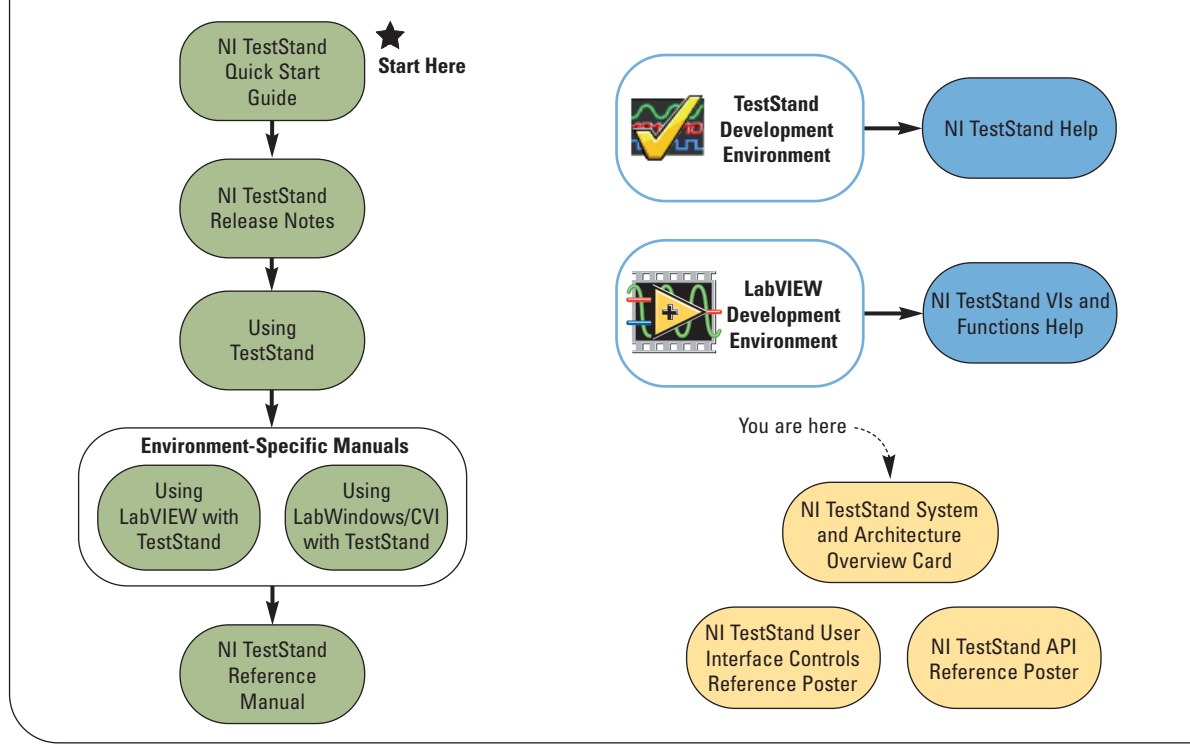 NI TestStand
Quick Start
Guide
Start Here
NI TestStand
Release Notes
Using
TestStand
Environment-Specific Manuals
Using
LabVIEW with
TestStand
Using
LabWindows/CVI
with TestStand
NI TestStand
Reference
Manual
TestStand
Development
Environment
NI TestStand Help
LabVIEW
Development
Environment
NI TestStand VIs and
Functions Help
You are here
NI TestStand System
and Architecture
Overview Card
NI TestStand User
Interface Controls
Reference Poster
NI TestStand API
Reference Poster